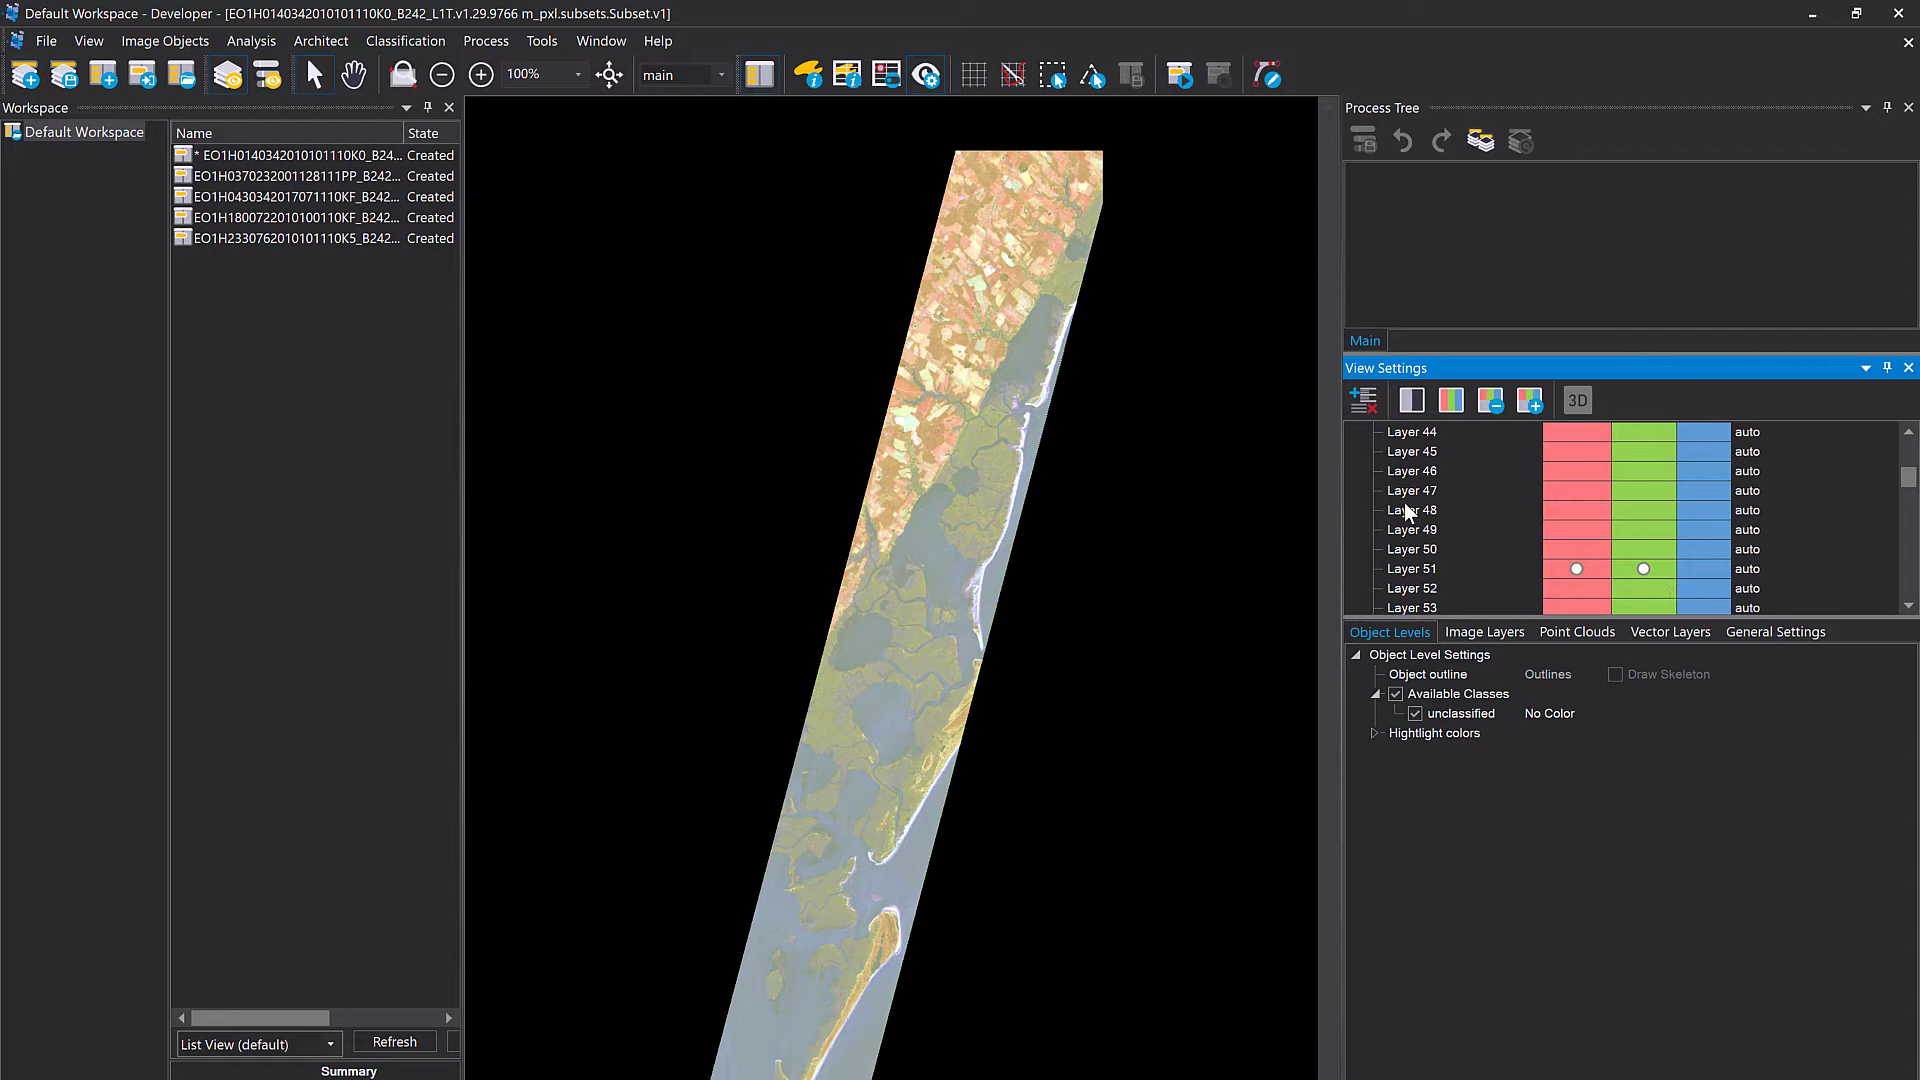 Default Workspace - Developer - [EO1H0140342010101110K0_B242_L1T.v1.29.9766 m_pxl.subsets.Subset.v1]
File View Image Objects Analysis Architect Classification Process Tools Window Help
100% main
Workspace
Default Workspace
Name State
* EO1H0140342010101110K0_B24... Created
EO1H0370232001128111PP_B242... Created
EO1H0430342017071110KF_B242... Created
EO1H1800722010100110KF_B242... Created
EO1H2330762010101110K5_B242... Created
List View (default) Refresh
Summary
Process Tree
Main
View Settings
3D
Layer 44 auto
Layer 45 auto
Layer 46 auto
Layer 47 auto
Layer 48 auto
Layer 49 auto
Layer 50 auto
Layer 51 auto
Layer 52 auto
Layer 53 auto
Object Levels Image Layers Point Clouds Vector Layers General Settings
Object Level Settings
Object outline Outlines Draw Skeleton
Available Classes
unclassified No Color
Hightlight colors